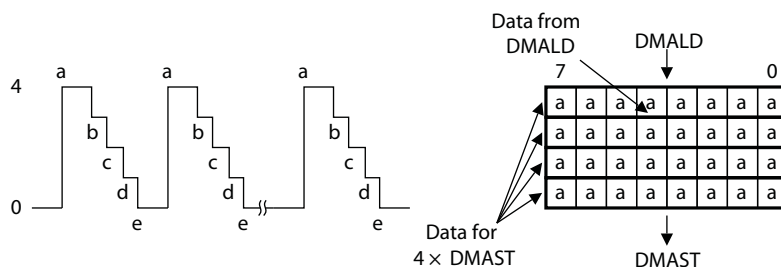 Data from
DMALD
DMALD
a a a
4
b b b
c c c
d d d
0
e e e
7 0
a a a a a a a a
a a a a a a a a
a a a a a a a a
a a a a a a a a
Data for
4 × DMAST
DMAST